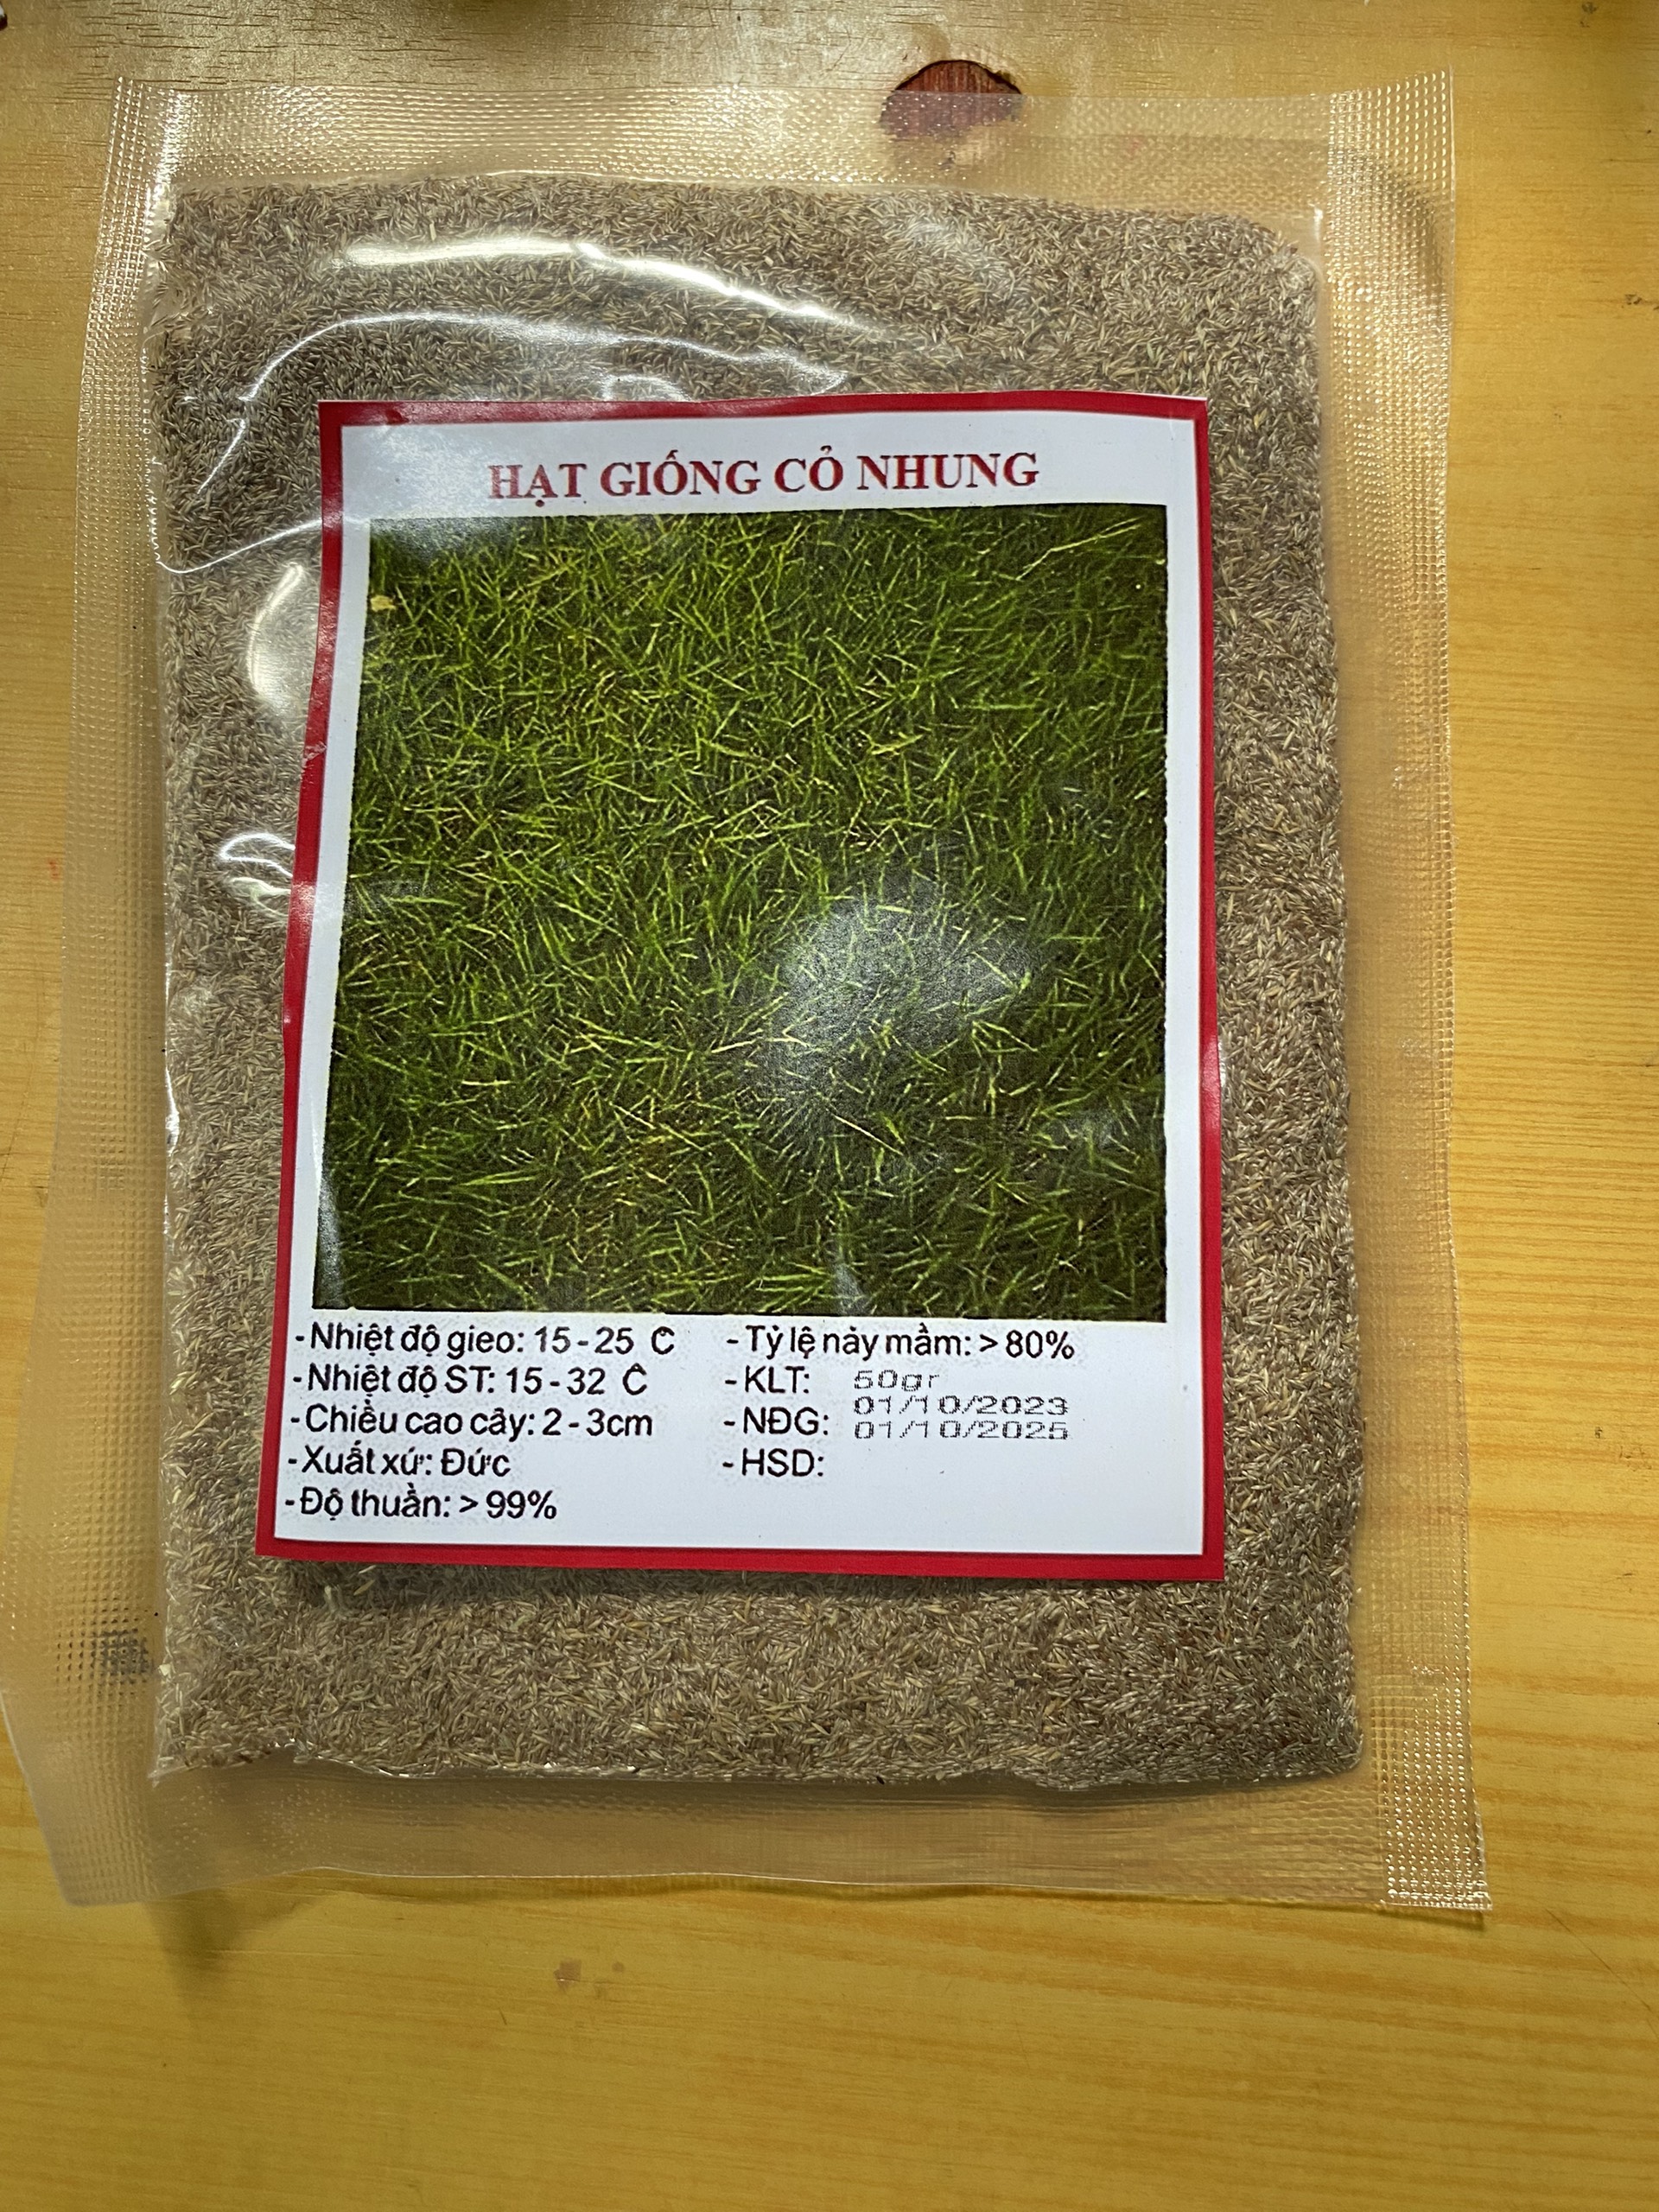 HẠT GIỐNG CỎ NHUNG
- Nhiệt độ gieo: 15 - 25 C
- Nhiệt độ ST: 15 - 32 C
- Chiều cao cây: 2 - 3cm
- Xuất xứ: Đức
- Độ thuần: > 99%
- Tỷ lệ nảy mầm: > 80%
- KLT: 50gr
01/10/2023
- NĐG: 01/10/2025
- HSD: